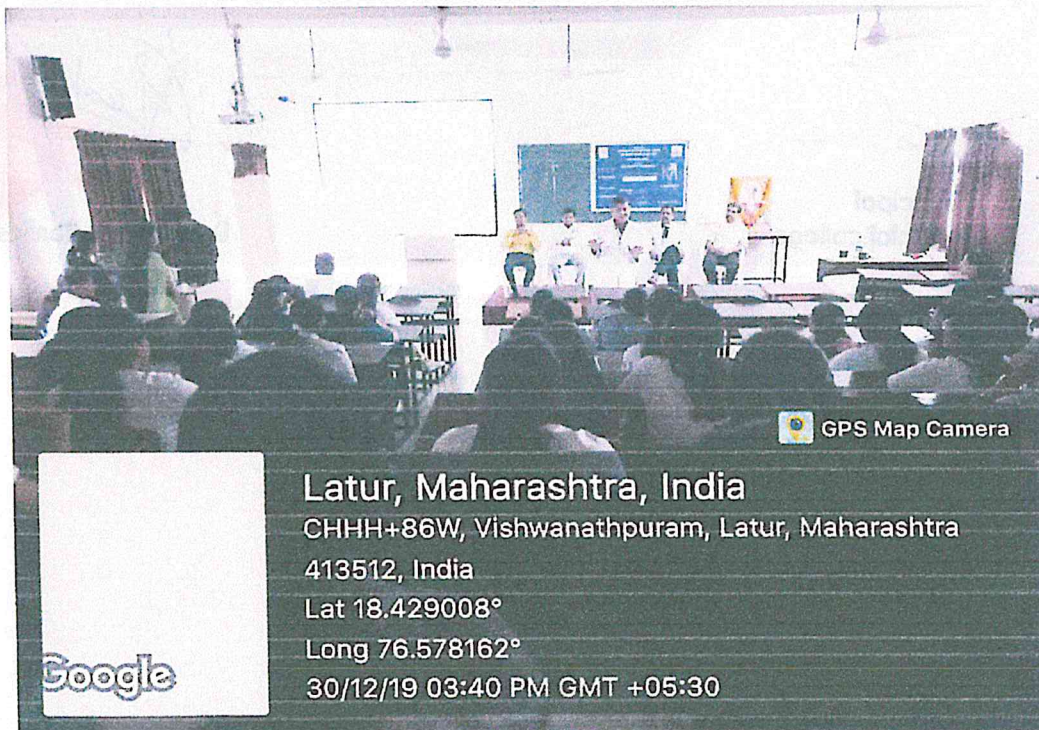 GPS Map Camera
Latur, Maharashtra, India
CHHH+86W, Vishwanathpuram, Latur, Maharashtra
413512, India
Lat 18.429008°
Long 76.578162°
30/12/19 03:40 PM GMT +05:30
Google